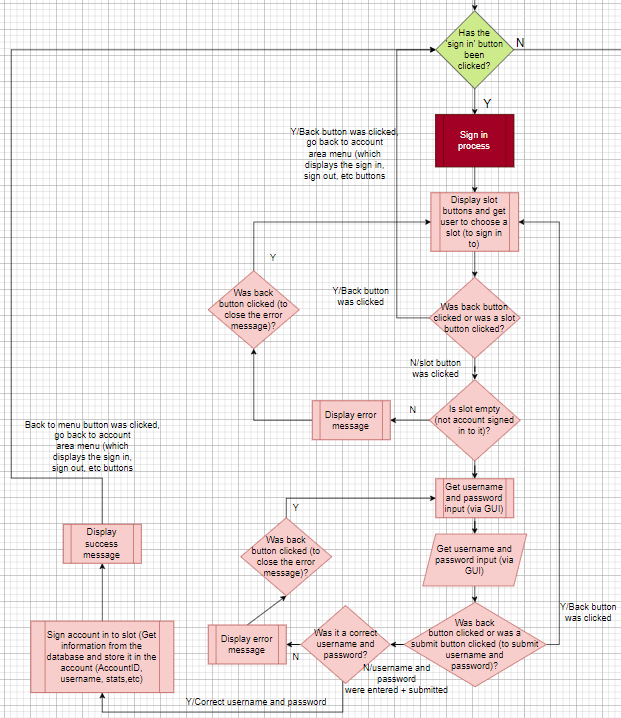 Has the
'sign in' button
been
clicked?
N
Y
Sign in
process
Y/Back button was clicked,
go back to account
area menu (which
displays the sign in,
sign out, etc buttons
Display slot
buttons and get
user to choose a
slot (to sign in
to)
Y
Was back
button clicked (to
close the error
message)?
Y/Back button
was clicked
Was back button
clicked or was a slot
button clicked?
N/slot button
was clicked
Display error
message
N
Is slot empty
(not account signed
in to it)?
Back to menu button was clicked,
go back to account
area menu (which
displays the sign in,
sign out, etc buttons
Get username
and password
input (via GUI)
Y
Display
success
message
Was back
button clicked (to
close the error
message)?
Get username and
password input (via
GUI)
Y/Back button
was clicked
Sign account in to slot (Get
information from the
database and store it in the
account (AccountID,
username, stats,etc)
Display error
message
N
Was it a correct
username and
password?
Was back
button clicked or was a
submit button clicked (to submit
username and
password)?
N/username and
password
were entered + submitted
Y/Correct username and password